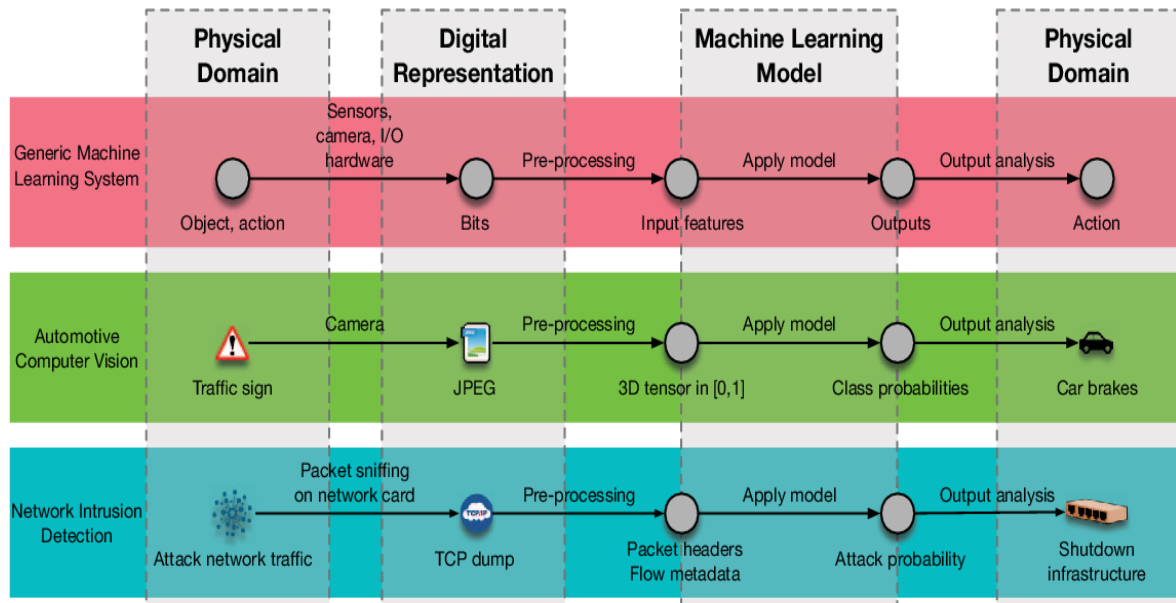 Physical
Domain
Digital
Representation
Machine Learning
Model
Physical
Domain
Generic Machine
Learning System
Sensors,
camera, I/O
hardware
Pre-processing
Apply model
Output analysis
Object, action
Bits
Input features
Outputs
Action
Automotive
Computer Vision
Camera
Pre-processing
Apply model
Output analysis
Traffic sign
JPEG
3D tensor in [0,1]
Class probabilities
Car brakes
Network Intrusion
Detection
Packet sniffing
on network card
Pre-processing
Apply model
Output analysis
TCP/IP
Attack network traffic
TCP dump
Packet headers
Flow metadata
Attack probability
Shutdown
infrastructure